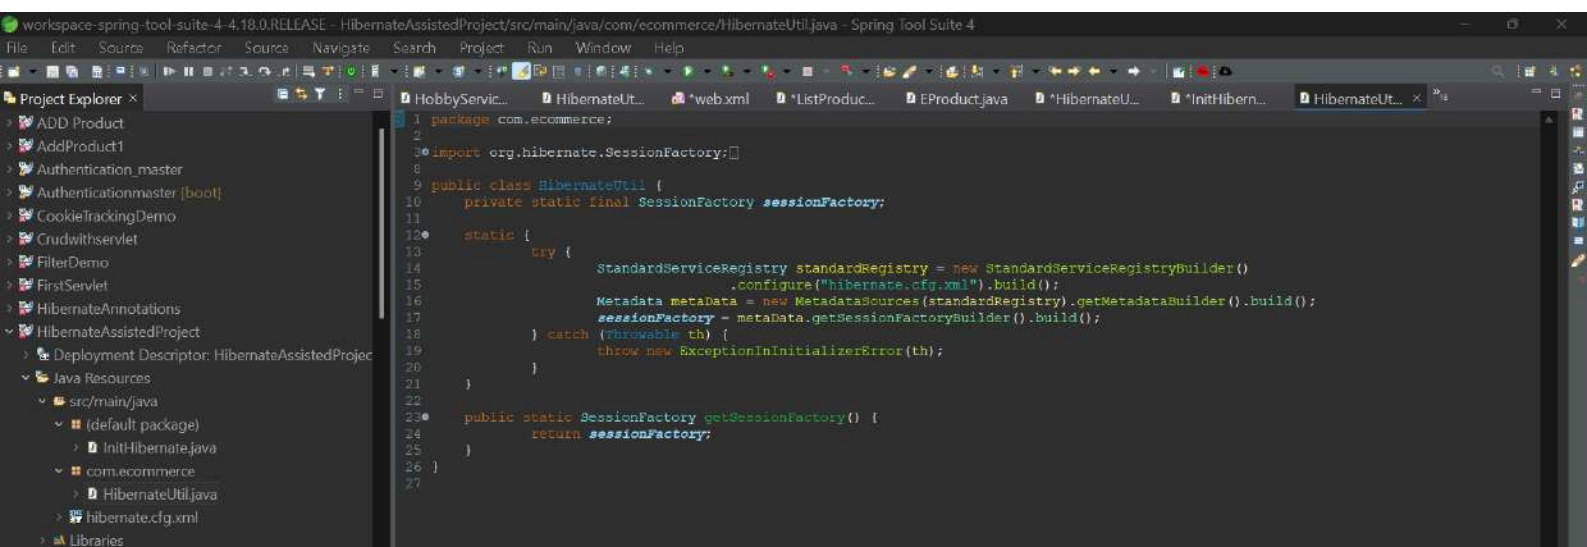 workspace-spring-tool-suite-4-4.18.0.RELEASE - HibernateAssistedProject/src/main/java/com/ecommerce/HibernateUtil.java - Spring Tool Suite 4
File Edit Source Refactor Source Navigate Search Project Run Window Help
Project Explorer ×
ADD Product
AddProduct1
Authentication_master
Authenticationmaster [boot]
CookieTrackingDemo
Crudwithservlet
FilterDemo
FirstServlet
HibernateAnnotations
HibernateAssistedProject
Deployment Descriptor: HibernateAssistedProjec
Java Resources
src/main/java
(default package)
InitHibernate.java
com.ecommerce
HibernateUtil.java
hibernate.cfg.xml
Libraries
HobbyServic... HibernateUt... *web.xml *ListProduc... EProduct.java *HibernateU... *InitHibern... HibernateUt... × »18
1 package com.ecommerce;
2
3 import org.hibernate.SessionFactory;
8
9 public class HibernateUtil {
10 private static final SessionFactory sessionFactory;
11
12 static {
13 try {
14 StandardServiceRegistry standardRegistry = new StandardServiceRegistryBuilder()
15 .configure("hibernate.cfg.xml").build();
16 Metadata metaData = new MetadataSources(standardRegistry).getMetadataBuilder().build();
17 sessionFactory = metaData.getSessionFactoryBuilder().build();
18 } catch (Throwable th) {
19 throw new ExceptionInInitializerError(th);
20 }
21 }
22
23 public static SessionFactory getSessionFactory() {
24 return sessionFactory;
25 }
26 }
27